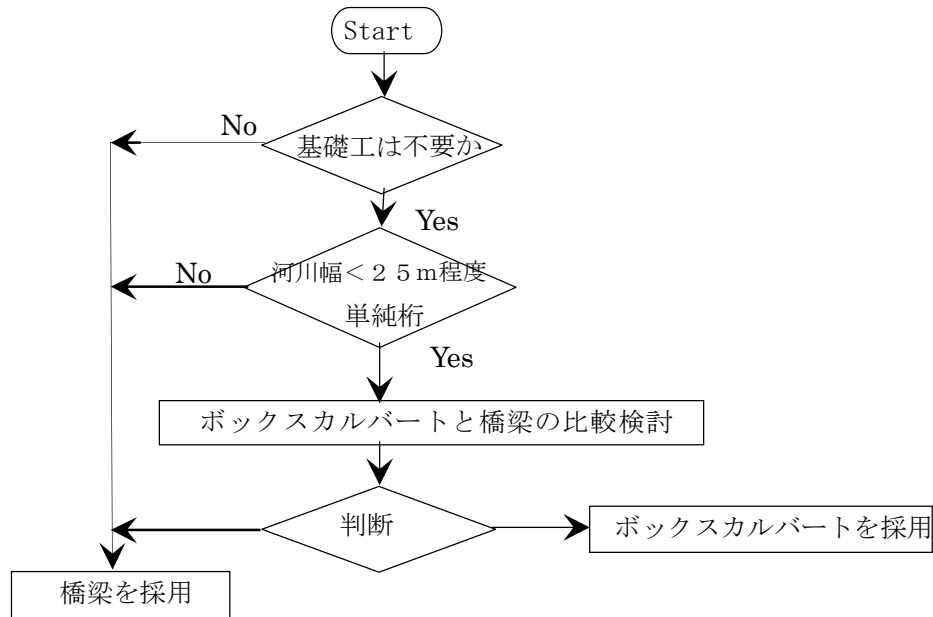 Start
No
基礎工は不要か
Yes
No
河川幅<２５ｍ程度
単純桁
Yes
ボックスカルバートと橋梁の比較検討
判断
ボックスカルバートを採用
橋梁を採用